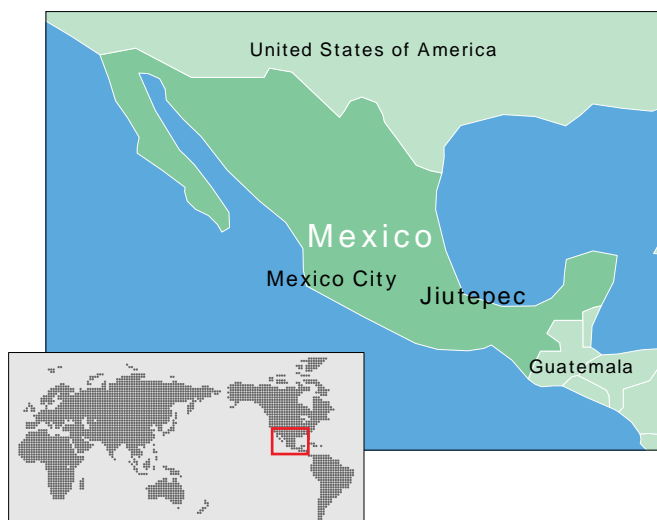 United States of America
Mexico
Mexico City
Jiutepec
Guatemala